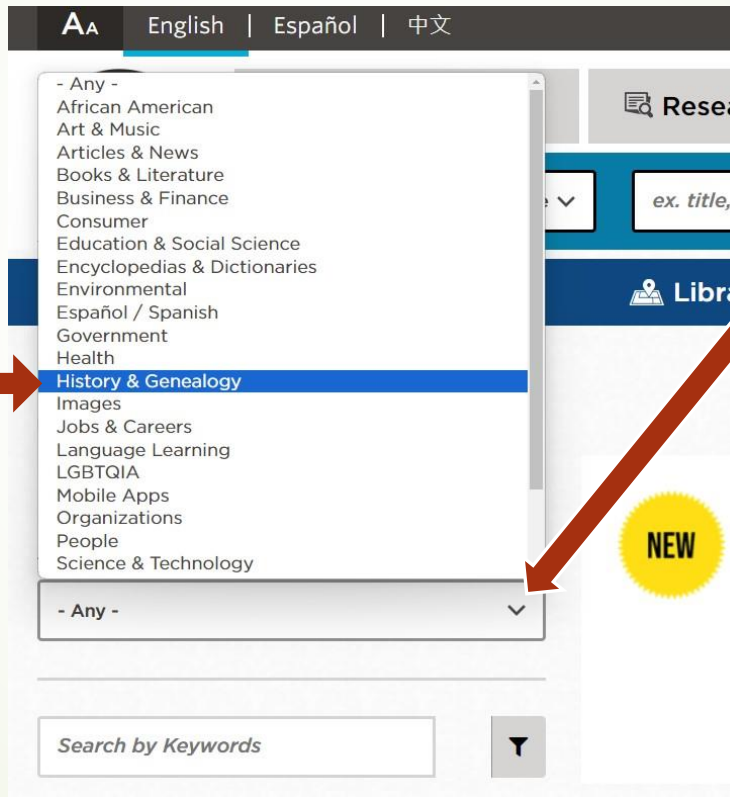 AA English | Español | 中文
- Any -
African American
Art & Music
Articles & News
Books & Literature
Business & Finance
Consumer
Education & Social Science
Encyclopedias & Dictionaries
Environmental
Español / Spanish
Government
Health
History & Genealogy
Images
Jobs & Careers
Language Learning
LGBTQIA
Mobile Apps
Organizations
People
Science & Technology
- Any -
Search by Keywords
ex. title,
NEW